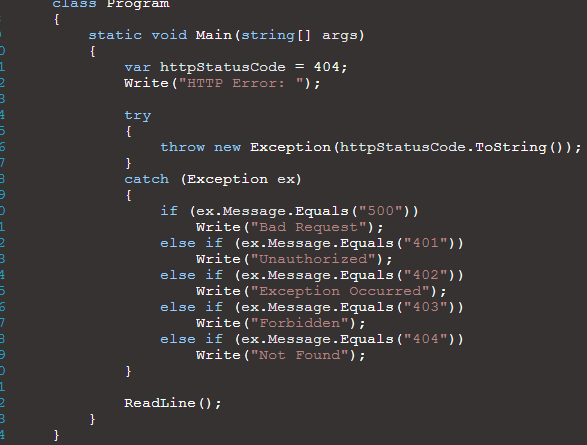 class Program
{
static void Main(string[] args)
{
var httpStatusCode = 404;
Write("HTTP Error: ");
try
{
throw new Exception(httpStatusCode.ToString());
}
catch (Exception ex)
{
if (ex.Message.Equals("500"))
Write("Bad Request");
else if (ex.Message.Equals("401"))
Write("Unauthorized");
else if (ex.Message.Equals("402"))
Write("Exception Occurred");
else if (ex.Message.Equals("403"))
Write("Forbidden");
else if (ex.Message.Equals("404"))
Write("Not Found");
}
ReadLine();
}
}